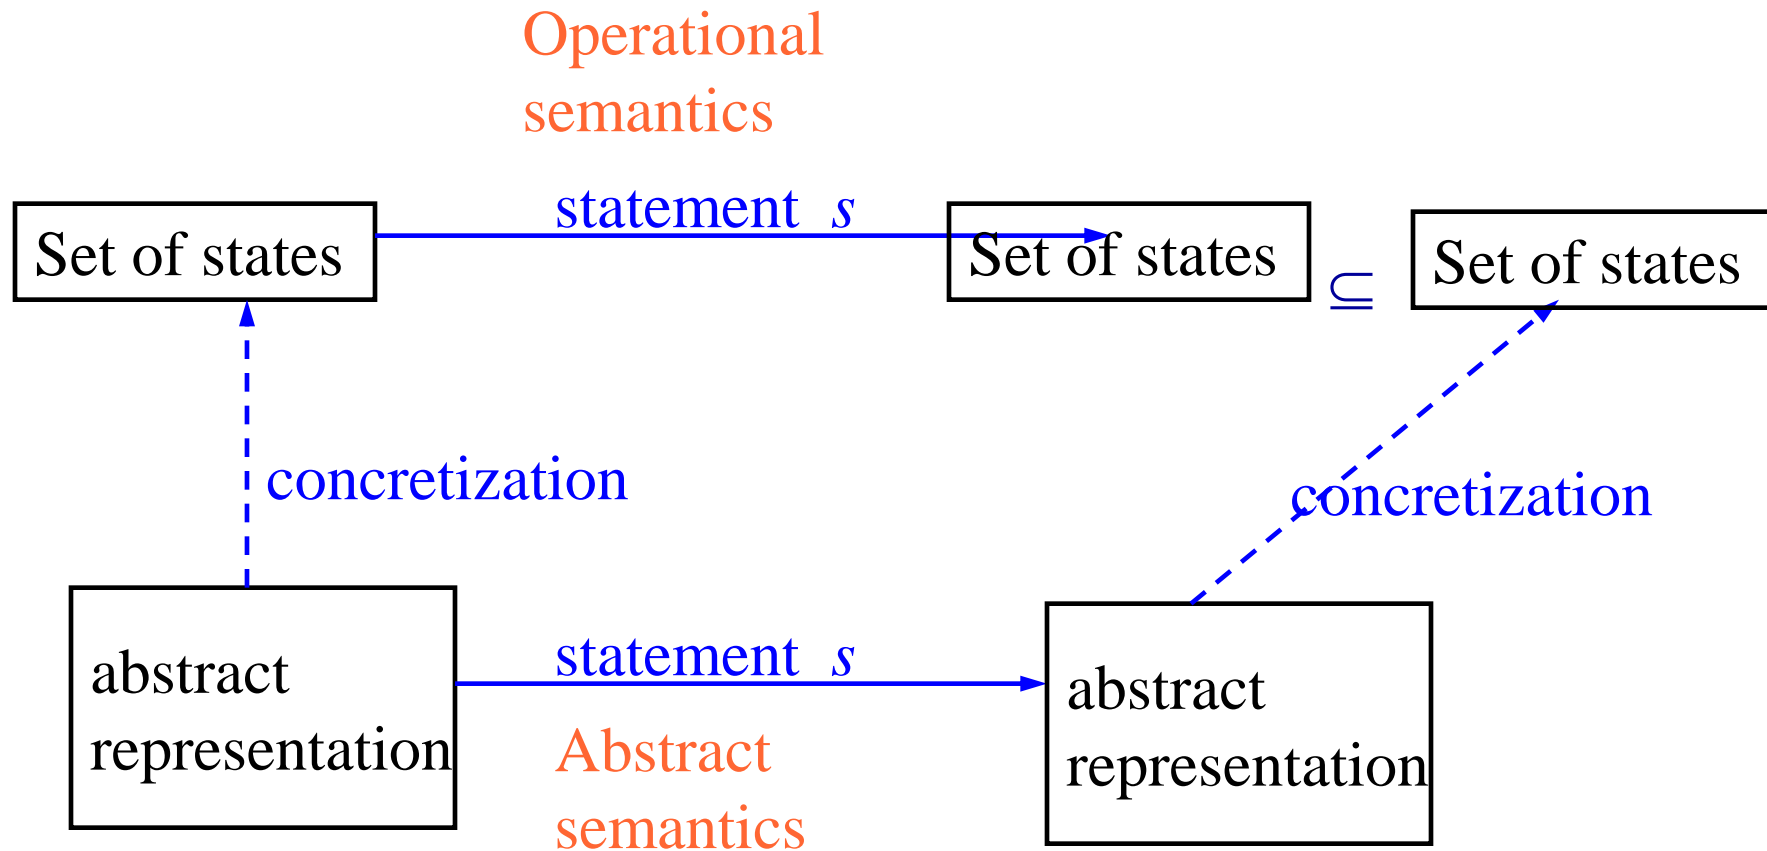 Operational
semantics
statement s
Set of states
Set of states
⊆
Set of states
concretization
concretization
abstract
representation
statement s
abstract
representation
Abstract
semantics